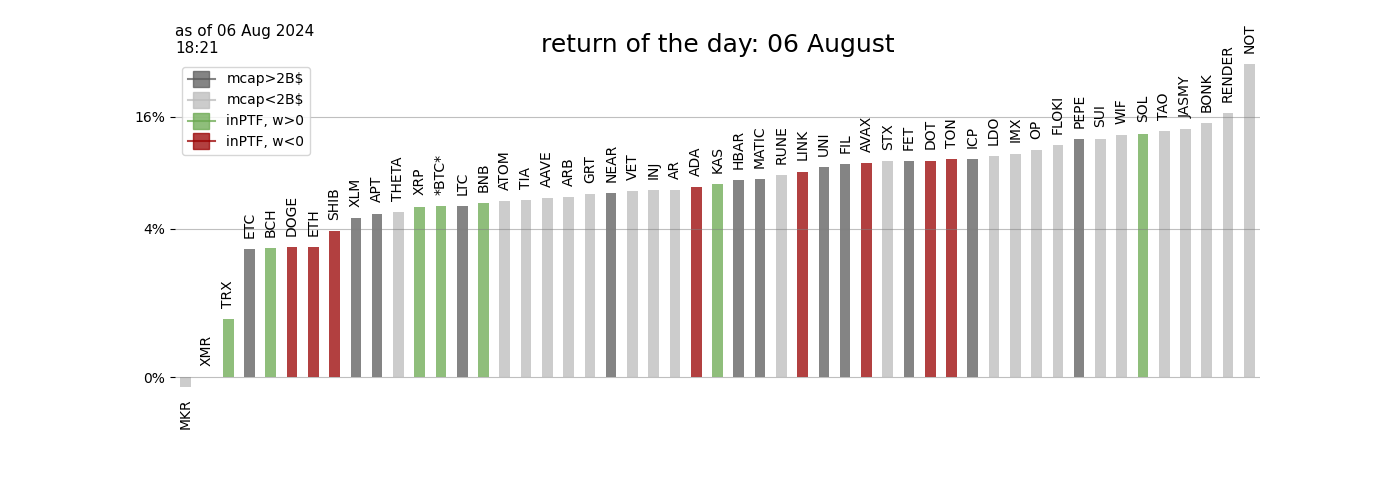 as of 06 Aug 2024
18:21
return of the day: 06 August
mcap>2B$
mcap<2B$
inPTF, w>0
inPTF, w<0
16%
4%
0%
MKR
XMR
TRX
ETC
BCH
DOGE
ETH
SHIB
XLM
APT
THETA
XRP
*BTC*
LTC
BNB
ATOM
TIA
AAVE
ARB
GRT
NEAR
VET
INJ
AR
ADA
KAS
HBAR
MATIC
RUNE
LINK
UNI
FIL
AVAX
STX
FET
DOT
TON
ICP
LDO
IMX
OP
FLOKI
PEPE
SUI
WIF
SOL
TAO
JASMY
BONK
RENDER
NOT